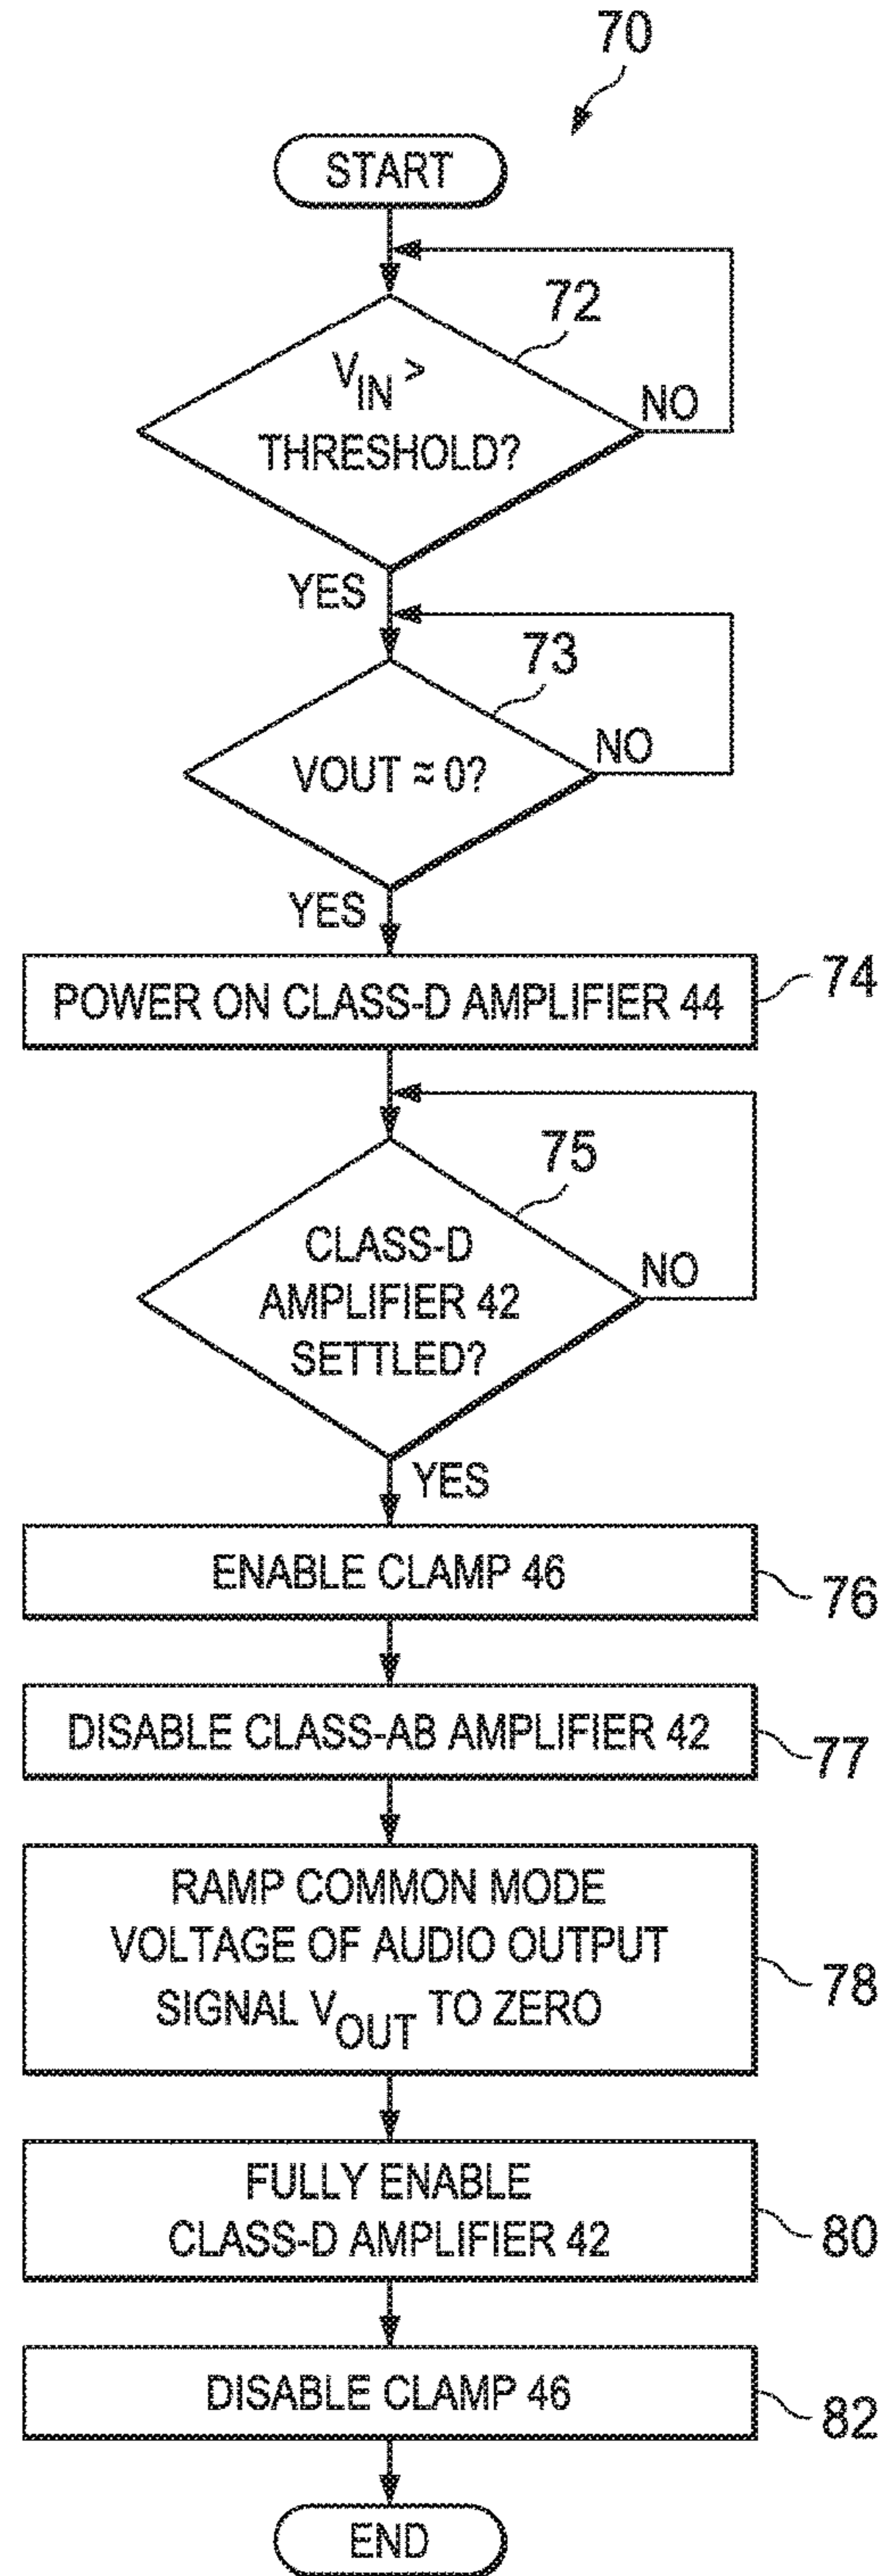 70
START
72
V_IN >
THRESHOLD?
NO
YES
73
VOUT ≈ 0?
NO
YES
POWER ON CLASS-D AMPLIFIER 44
74
75
CLASS-D
AMPLIFIER 42
SETTLED?
NO
YES
ENABLE CLAMP 46
76
DISABLE CLASS-AB AMPLIFIER 42
77
RAMP COMMON MODE
VOLTAGE OF AUDIO OUTPUT
SIGNAL V_OUT TO ZERO
78
FULLY ENABLE
CLASS-D AMPLIFIER 42
80
DISABLE CLAMP 46
82
END